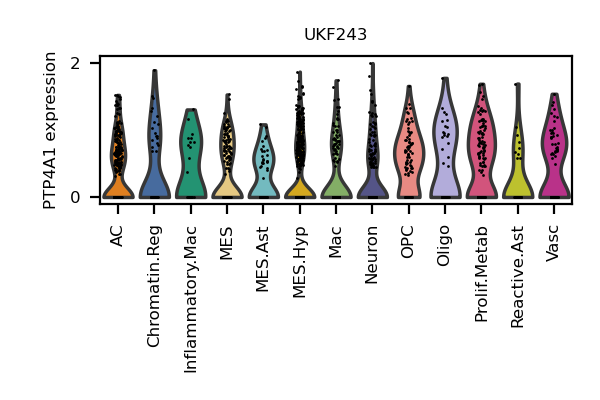 UKF243
PTP4A1 expression
2
0
AC
Chromatin.Reg
Inflammatory.Mac
MES
MES.Ast
MES.Hyp
Mac
Neuron
OPC
Oligo
Prolif.Metab
Reactive.Ast
Vasc